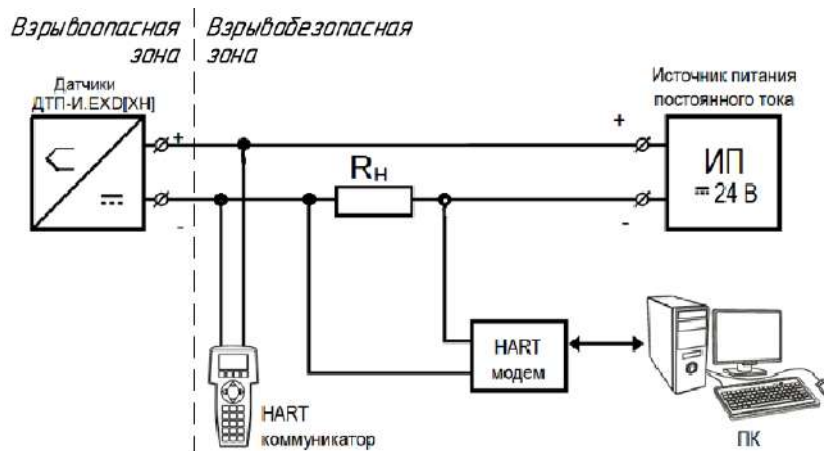 Взрывоопасная
зона
Взрывобезопасная
зона
Датчики
ДТП-И.EXD[XH]
Источник питания
постоянного тока
+
+
ИП
⎓ 24 В
Rн
-
-
HART
модем
HART
коммуникатор
ПК